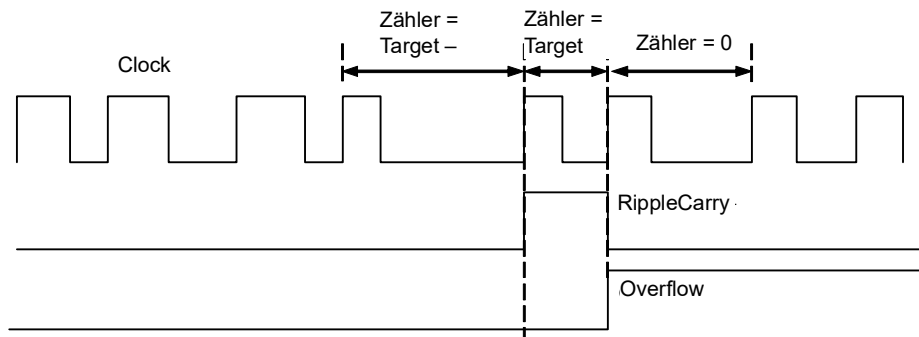 Zähler =
Target –
Zähler =
Target
Zähler = 0
Clock
RippleCarry
Overflow